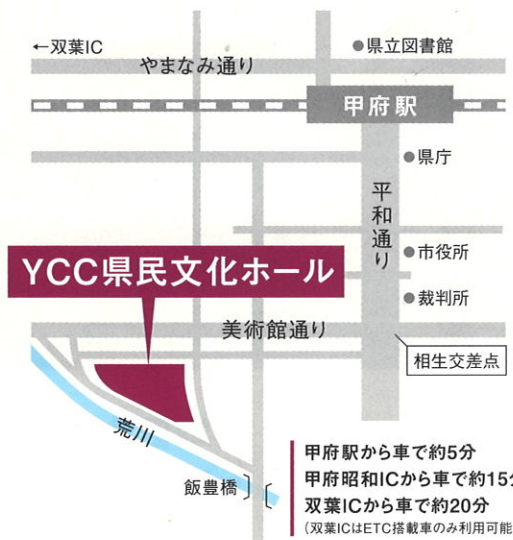 ←双葉IC
●県立図書館
やまなみ通り
甲府駅
●県庁
平和通り
●市役所
YCC県民文化ホール
●裁判所
美術館通り
相生交差点
荒川
飯豊橋
甲府駅から車で約5分
甲府昭和ICから車で約15分
双葉ICから車で約20分
(双葉ICはETC搭載車のみ利用可能